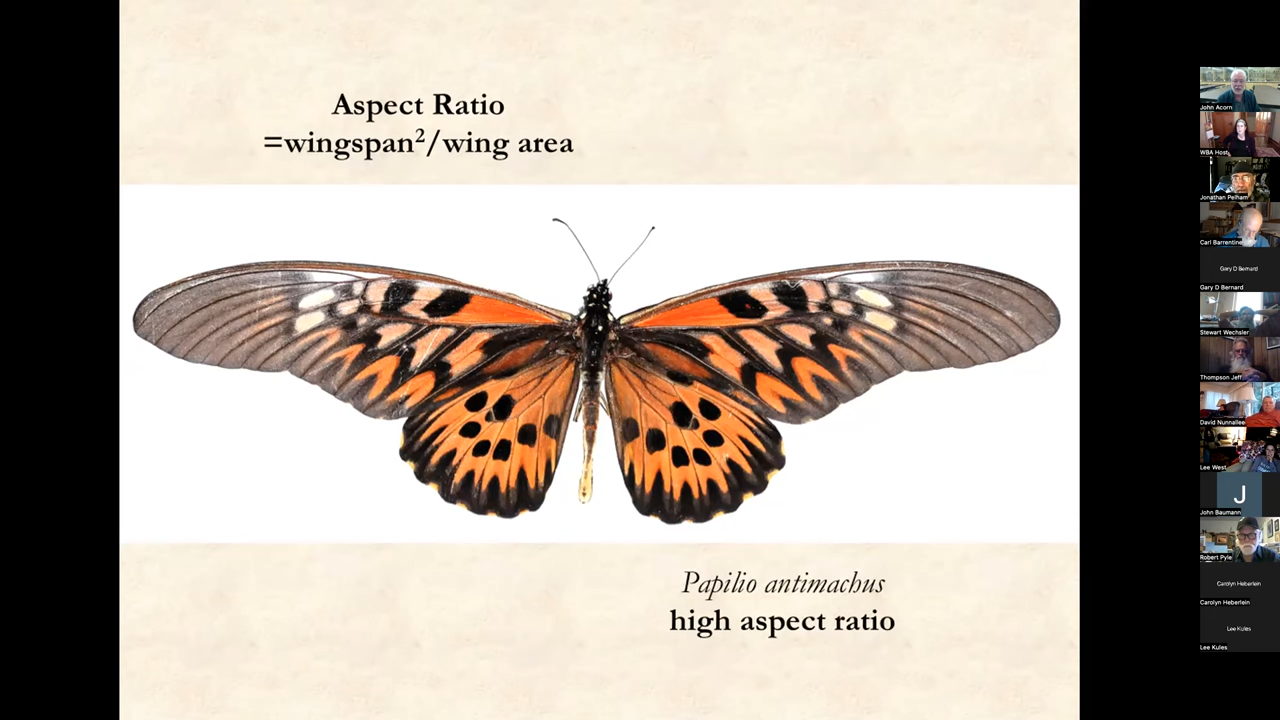 Aspect Ratio
=wingspan²/wing area
Papilio antimachus
high aspect ratio
John Acorn
WBA Host
Jonathan Pelham
Carl Barrentine
Gary D Bernard
Gary D Bernard
Stewart Wechsler
Thompson Jeff
David Nunnallee
Lee West
J
John Baumann
Robert Pyle
Carolyn Heberlein
Carolyn Heberlein
Lee Kules
Lee Kules